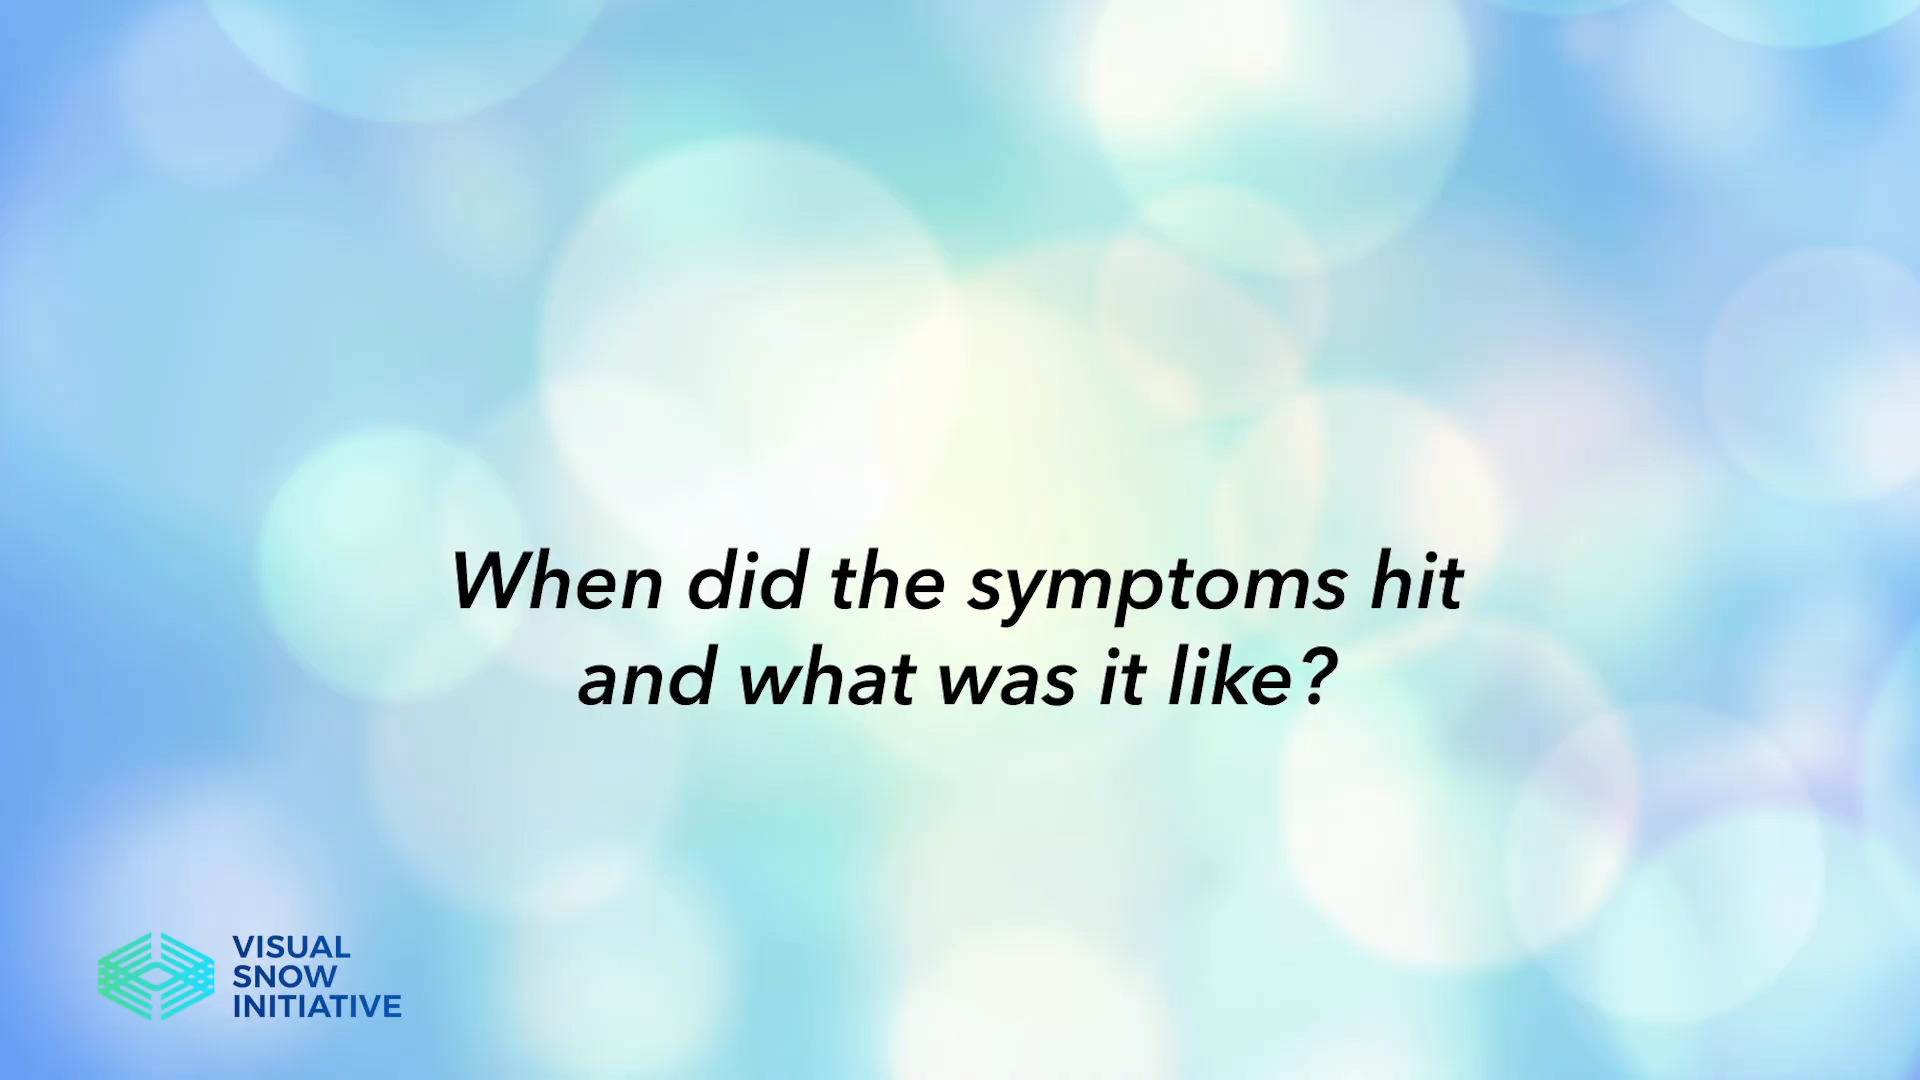 When did the symptoms hit
and what was it like?
VISUAL
SNOW
INITIATIVE